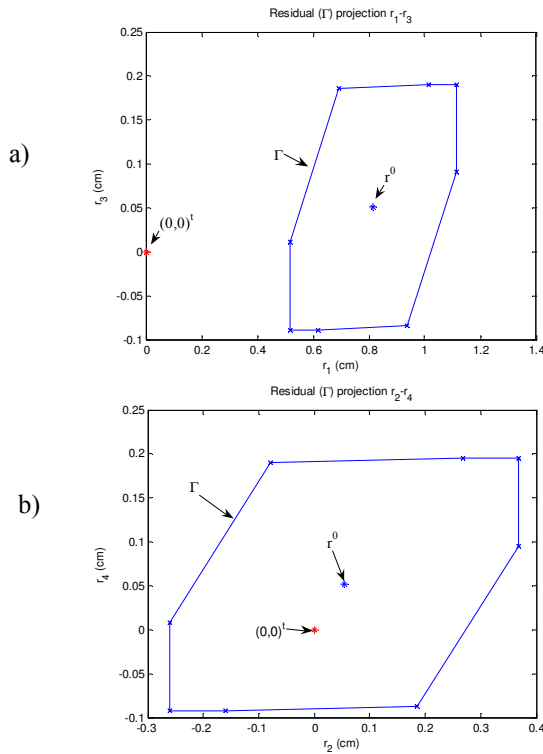 a)
Residual (Γ) projection r₁-r₃
0.25
0.2
0.15
0.1
0.05
0
-0.05
-0.1
r₃ (cm)
Γ
r⁰
(0,0)ᵗ
0 0.2 0.4 0.6 0.8 1 1.2 1.4
r₁ (cm)
b)
Residual (Γ) projection r₂-r₄
0.25
0.2
0.15
0.1
0.05
0
-0.05
-0.1
r₄ (cm)
Γ
r⁰
(0,0)ᵗ
-0.3 -0.2 -0.1 0 0.1 0.2 0.3 0.4
r₂ (cm)